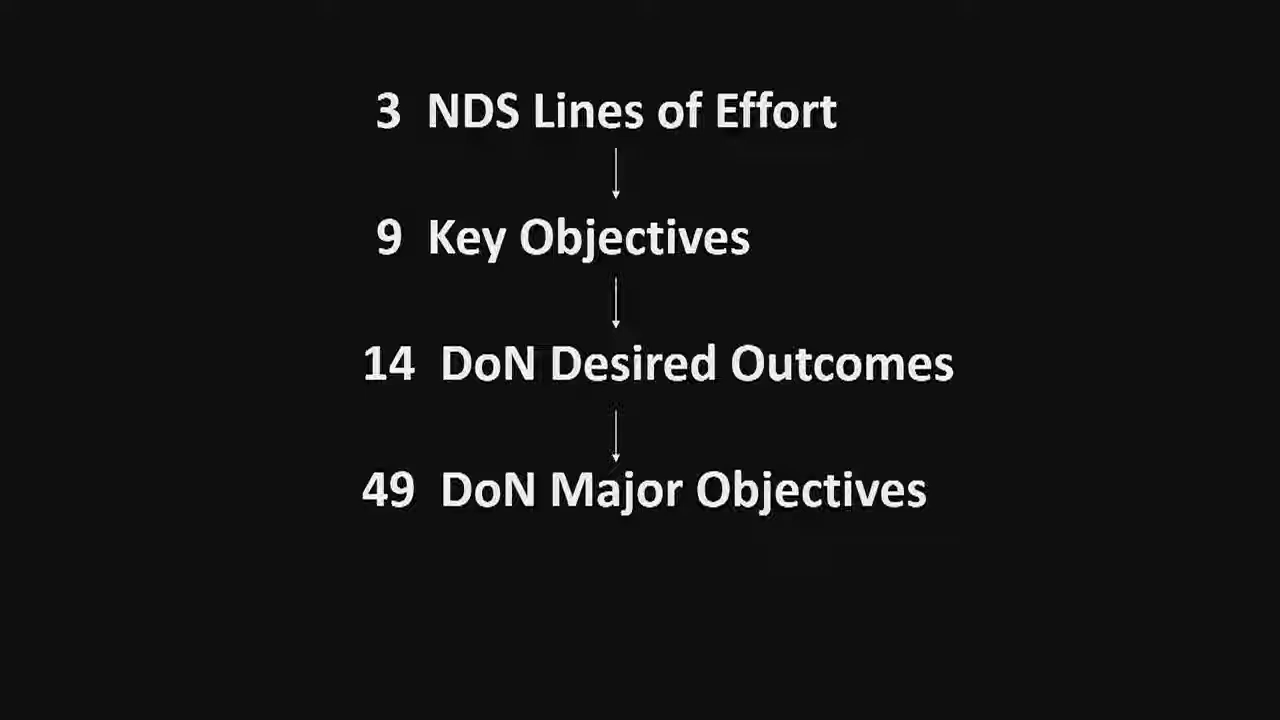 3 NDS Lines of Effort
9 Key Objectives
14 DoN Desired Outcomes
49 DoN Major Objectives